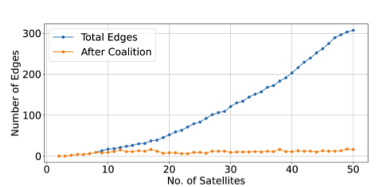 Total Edges
After Coalition
300
200
100
0
Number of Edges
0 10 20 30 40 50
No. of Satellites